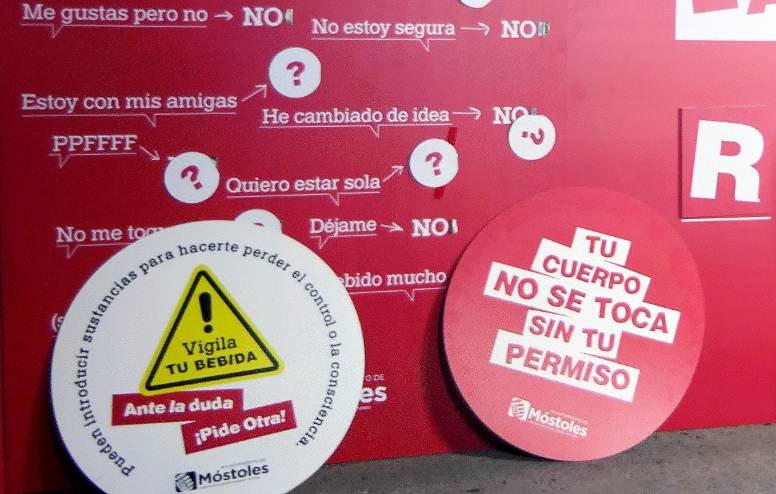 Me gustas pero no → NO
No estoy segura → NO
?
Estoy con mis amigas
He cambiado de idea → NO
?
PPFFFF
?
Quiero estar sola
?
R
No me
Déjame → NO
bebido mucho
Pueden introducir sustancias para hacerte perder el control o la consciencia.
!
Vigila
TU BEBIDA
Ante la duda
¡Pide Otra!
Móstoles
TU
CUERPO
NO SE TOCA
SIN TU
PERMISO
Móstoles